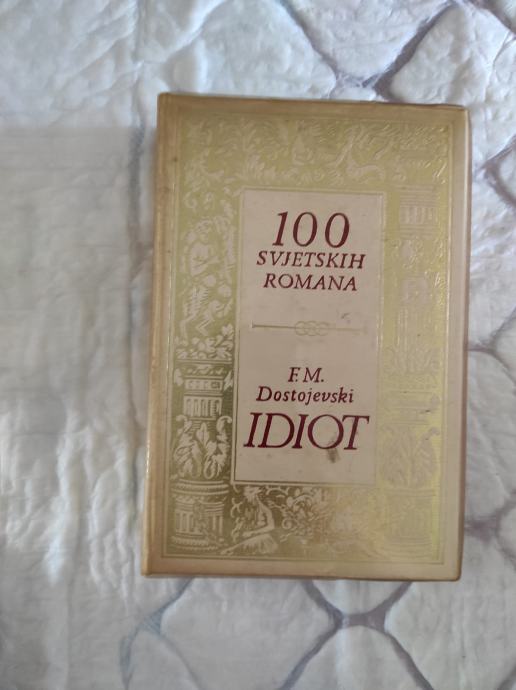 100
SVJETSKIH
ROMANA
F. M.
Dostojevski
IDIOT